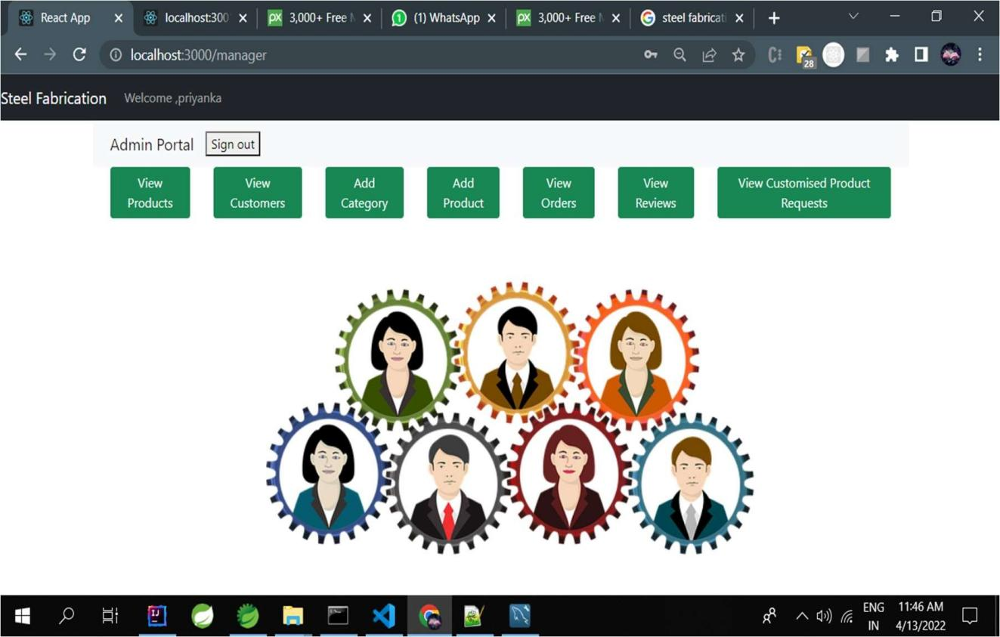 React App
localhost:300
3,000+ Free
(1) WhatsApp
3,000+ Free
steel fabricati
localhost:3000/manager
28
Steel Fabrication Welcome ,priyanka
Admin Portal Sign out
View
Products
View
Customers
Add
Category
Add
Product
View
Orders
View
Reviews
View Customised Product
Requests
ENG
IN
11:46 AM
4/13/2022